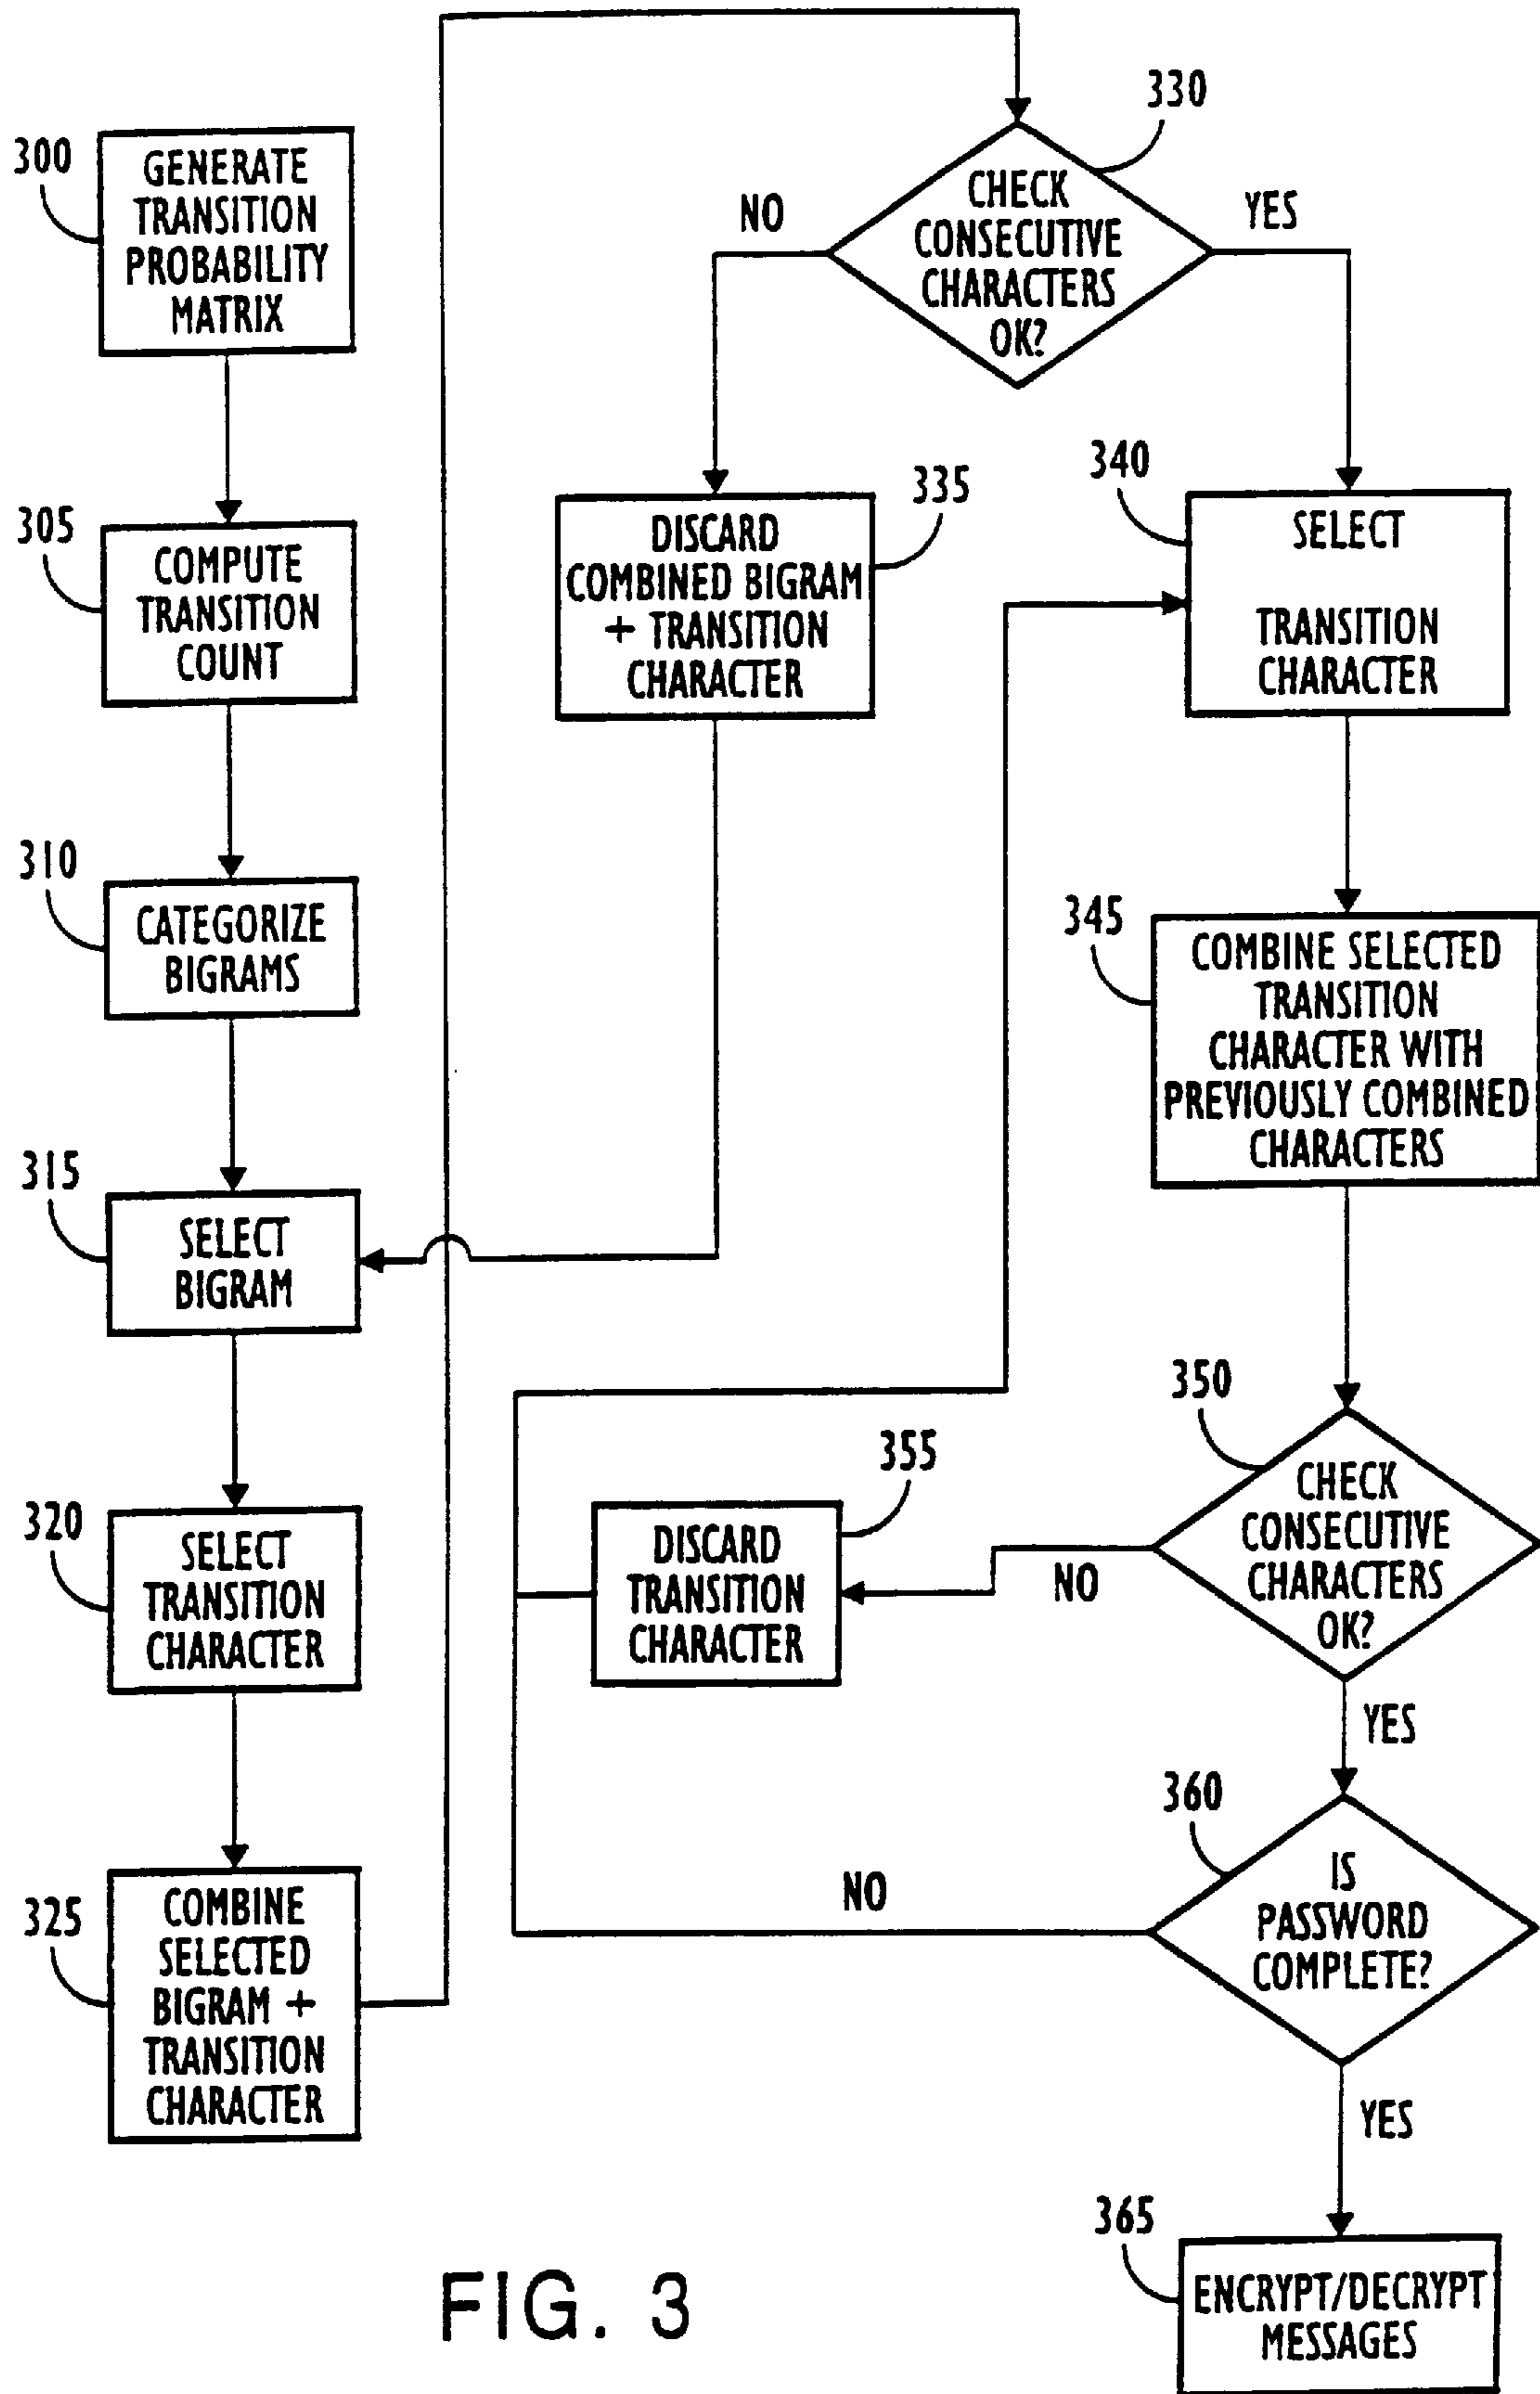 300
GENERATE
TRANSITION
PROBABILITY
MATRIX
305
COMPUTE
TRANSITION
COUNT
310
CATEGORIZE
BIGRAMS
315
SELECT
BIGRAM
320
SELECT
TRANSITION
CHARACTER
325
COMBINE
SELECTED
BIGRAM +
TRANSITION
CHARACTER
330
CHECK
CONSECUTIVE
CHARACTERS
OK?
NO
YES
335
DISCARD
COMBINED BIGRAM
+ TRANSITION
CHARACTER
340
SELECT
TRANSITION
CHARACTER
345
COMBINE SELECTED
TRANSITION
CHARACTER WITH
PREVIOUSLY COMBINED
CHARACTERS
350
CHECK
CONSECUTIVE
CHARACTERS
OK?
NO
YES
355
DISCARD
TRANSITION
CHARACTER
360
IS
PASSWORD
COMPLETE?
NO
YES
365
ENCRYPT/DECRYPT
MESSAGES
FIG. 3